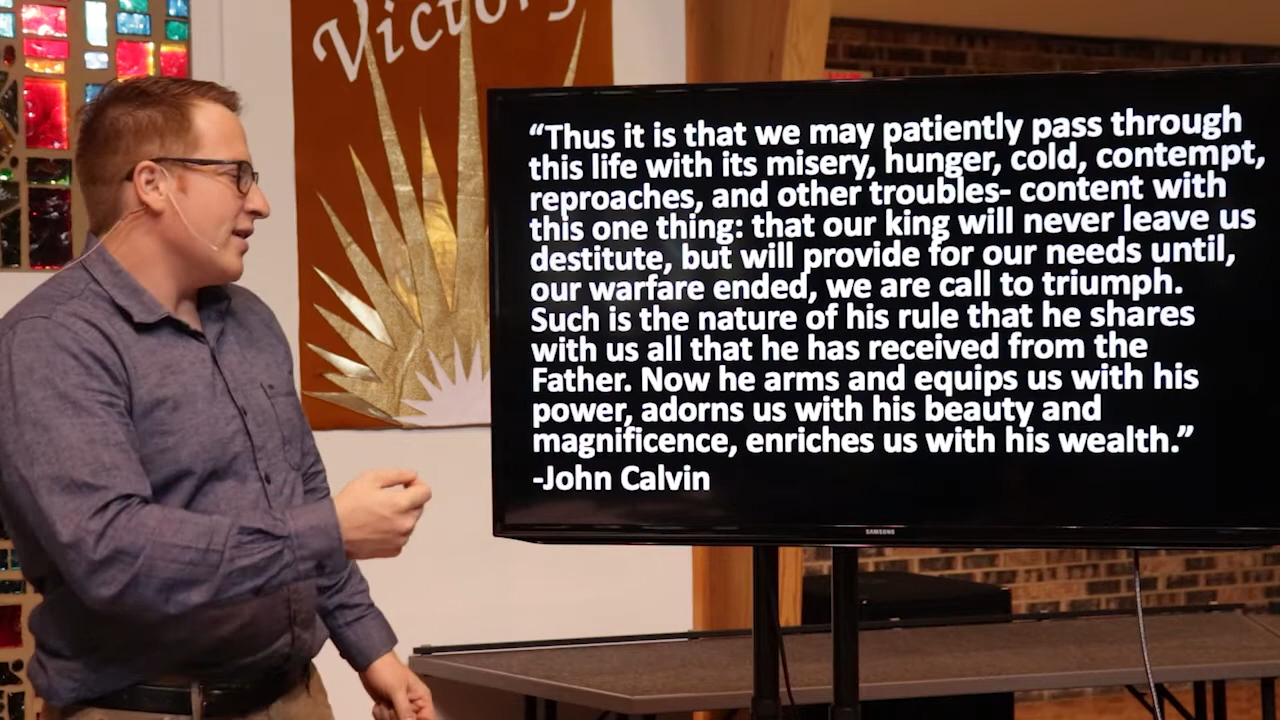 Victory
“Thus it is that we may patiently pass through
this life with its misery, hunger, cold, contempt,
reproaches, and other troubles- content with
this one thing: that our king will never leave us
destitute, but will provide for our needs until,
our warfare ended, we are call to triumph.
Such is the nature of his rule that he shares
with us all that he has received from the
Father. Now he arms and equips us with his
power, adorns us with his beauty and
magnificence, enriches us with his wealth.”
-John Calvin
SAMSUNG